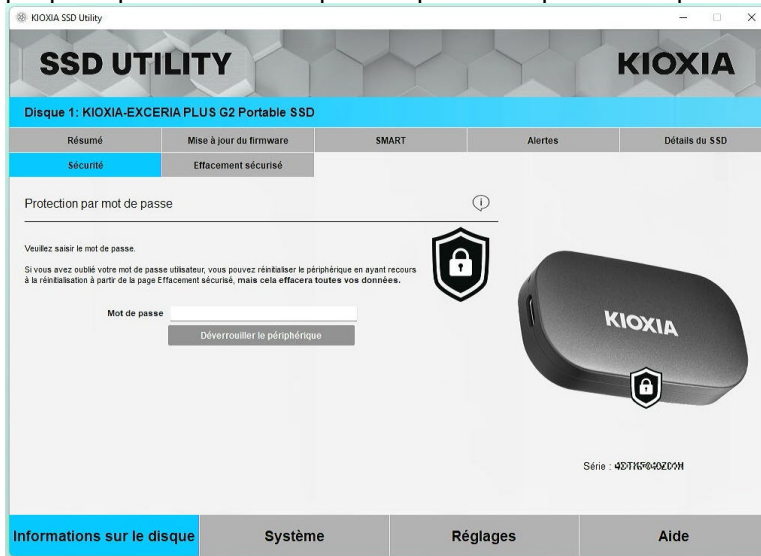 KIOXIA SSD Utility
SSD UTILITY
KIOXIA
Disque 1: KIOXIA-EXCERIA PLUS G2 Portable SSD
Résumé
Mise à jour du firmware
SMART
Alertes
Détails du SSD
Sécurité
Effacement sécurisé
Protection par mot de passe
Veuillez saisir le mot de passe.
Si vous avez oublié votre mot de passe utilisateur, vous pouvez réinitialiser le périphérique en ayant recours
à la réinitialisation à partir de la page Effacement sécurisé, mais cela effacera toutes vos données.
Mot de passe
Déverrouiller le périphérique
KIOXIA
Série :
Informations sur le disque
Système
Réglages
Aide